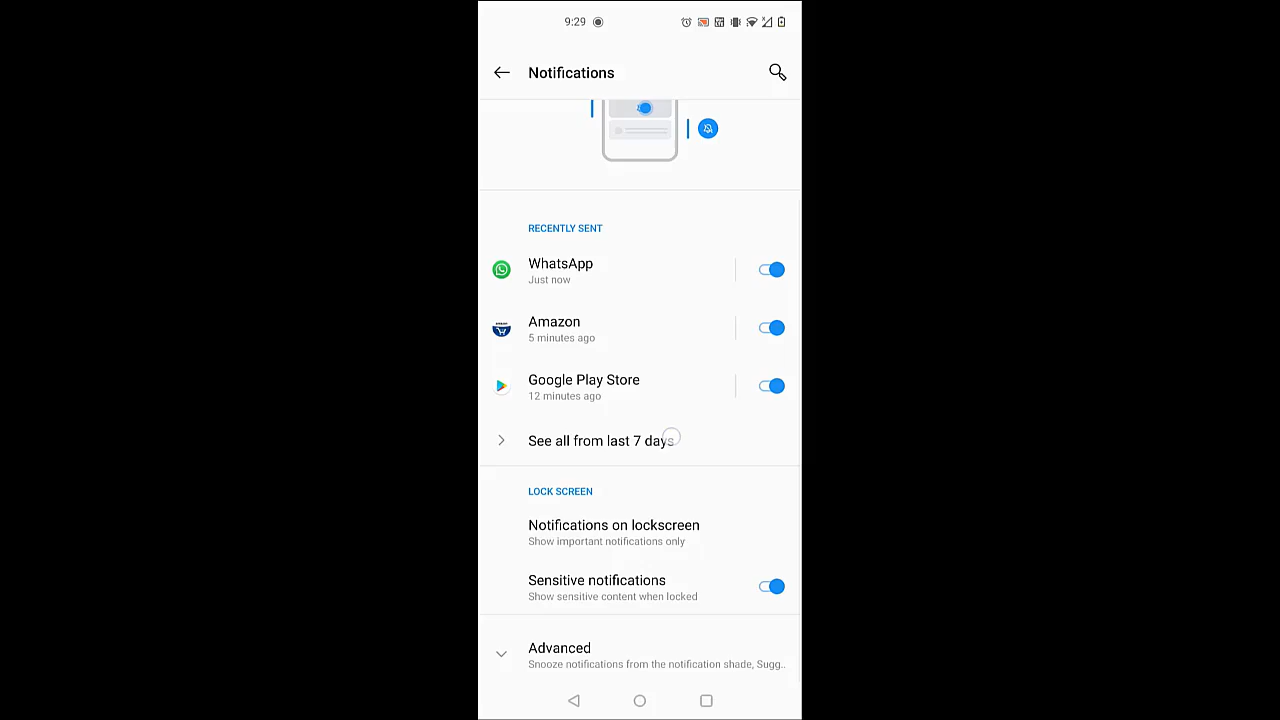 9:29
Notifications
RECENTLY SENT
WhatsApp
Just now
Amazon
5 minutes ago
Google Play Store
12 minutes ago
See all from last 7 days
LOCK SCREEN
Notifications on lockscreen
Show important notifications only
Sensitive notifications
Show sensitive content when locked
Advanced
Snooze notifications from the notification shade, Sugg..